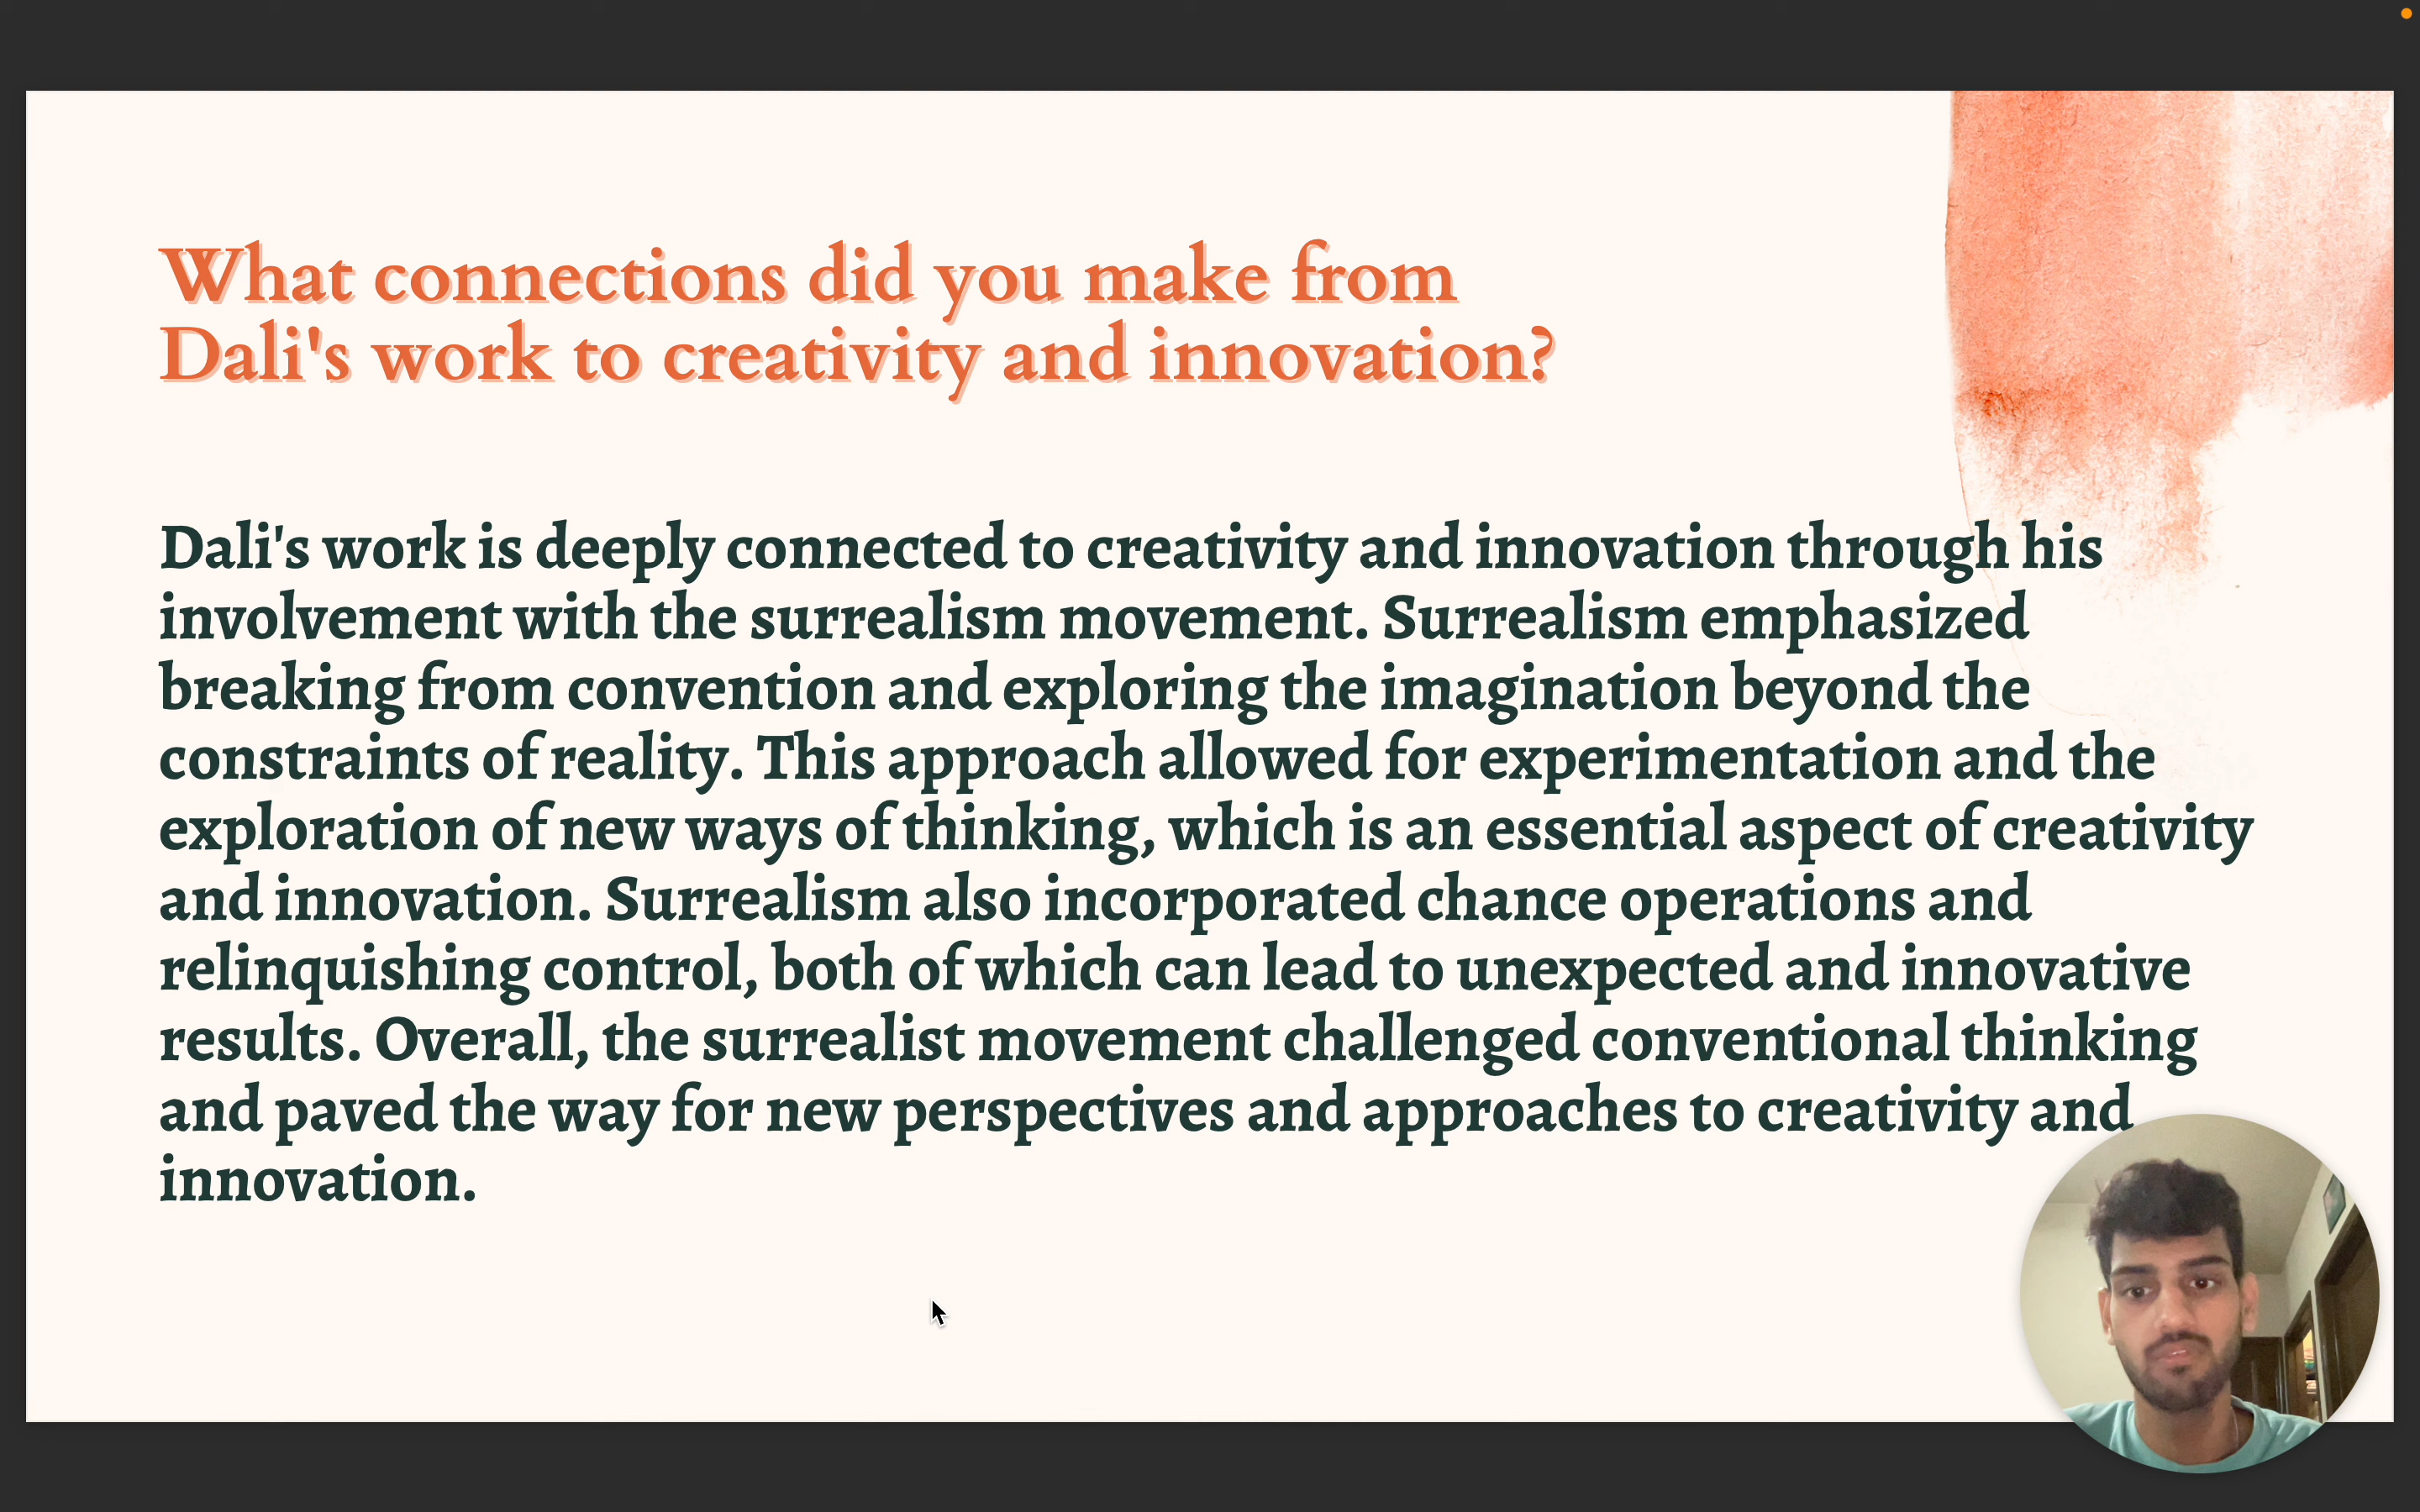 What connections did you make from
Dali's work to creativity and innovation?
Dali's work is deeply connected to creativity and innovation through his
involvement with the surrealism movement. Surrealism emphasized
breaking from convention and exploring the imagination beyond the
constraints of reality. This approach allowed for experimentation and the
exploration of new ways of thinking, which is an essential aspect of creativity
and innovation. Surrealism also incorporated chance operations and
relinquishing control, both of which can lead to unexpected and innovative
results. Overall, the surrealist movement challenged conventional thinking
and paved the way for new perspectives and approaches to creativity and
innovation.